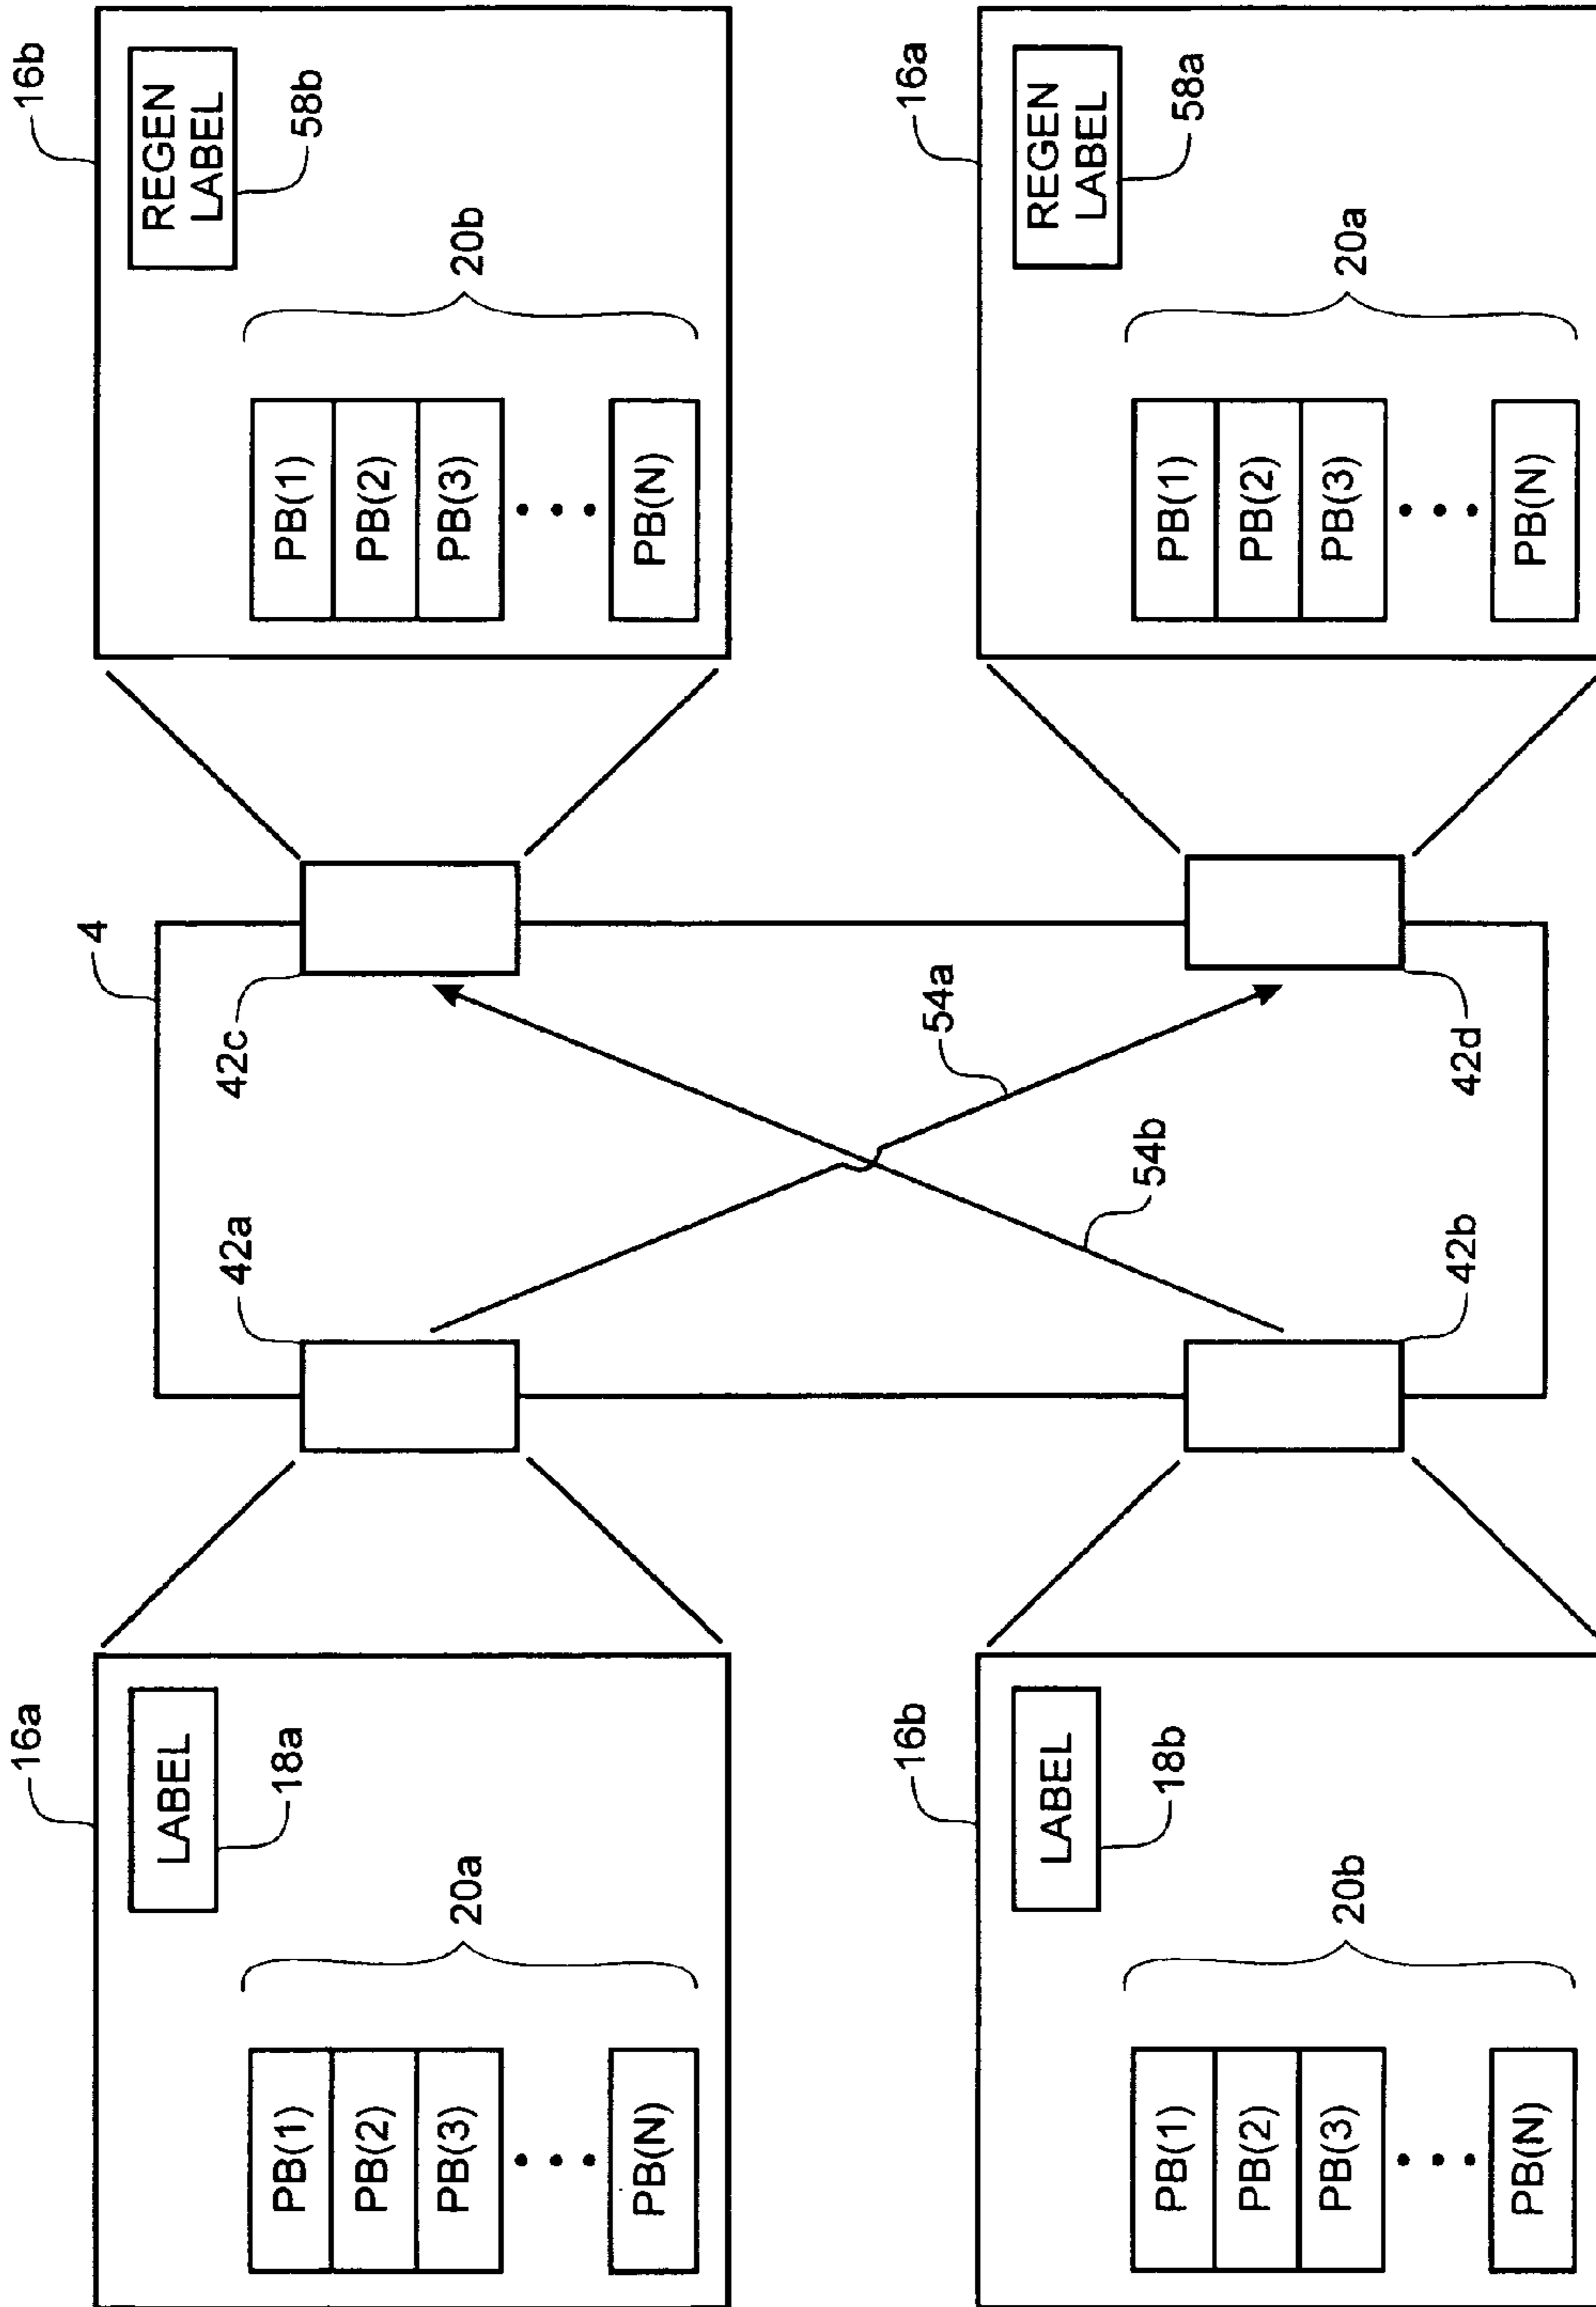 16a
LABEL
18a
20a
PB(1)
PB(2)
PB(3)
PB(N)
42a
4
42c
16b
REGEN
LABEL
58b
20b
PB(1)
PB(2)
PB(3)
PB(N)
54a
54b
16b
LABEL
18b
20b
PB(1)
PB(2)
PB(3)
PB(N)
42b
42d
16a
REGEN
LABEL
58a
20a
PB(1)
PB(2)
PB(3)
PB(N)